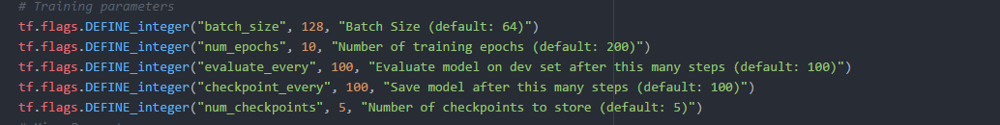 # Training parameters
tf.flags.DEFINE_integer("batch_size", 128, "Batch Size (default: 64)")
tf.flags.DEFINE_integer("num_epochs", 10, "Number of training epochs (default: 200)")
tf.flags.DEFINE_integer("evaluate_every", 100, "Evaluate model on dev set after this many steps (default: 100)")
tf.flags.DEFINE_integer("checkpoint_every", 100, "Save model after this many steps (default: 100)")
tf.flags.DEFINE_integer("num_checkpoints", 5, "Number of checkpoints to store (default: 5)")